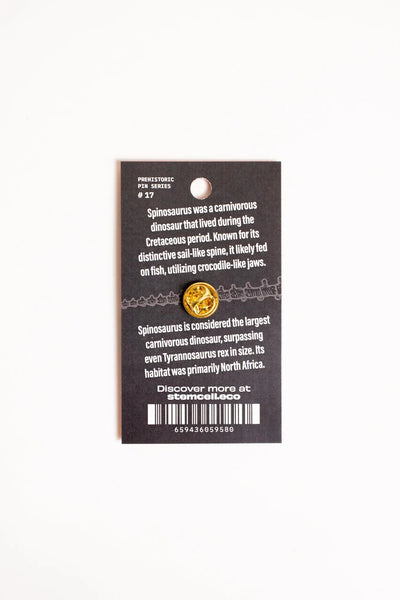 PREHISTORIC
PIN SERIES
# 17
Spinosaurus was a carnivorous
dinosaur that lived during the
Cretaceous period. Known for its
distinctive sail-like spine, it likely fed
on fish, utilizing crocodile-like jaws.
Spinosaurus is considered the largest
carnivorous dinosaur, surpassing
even Tyrannosaurus rex in size. Its
habitat was primarily North Africa.
Discover more at
stemcell.eco
659436059580